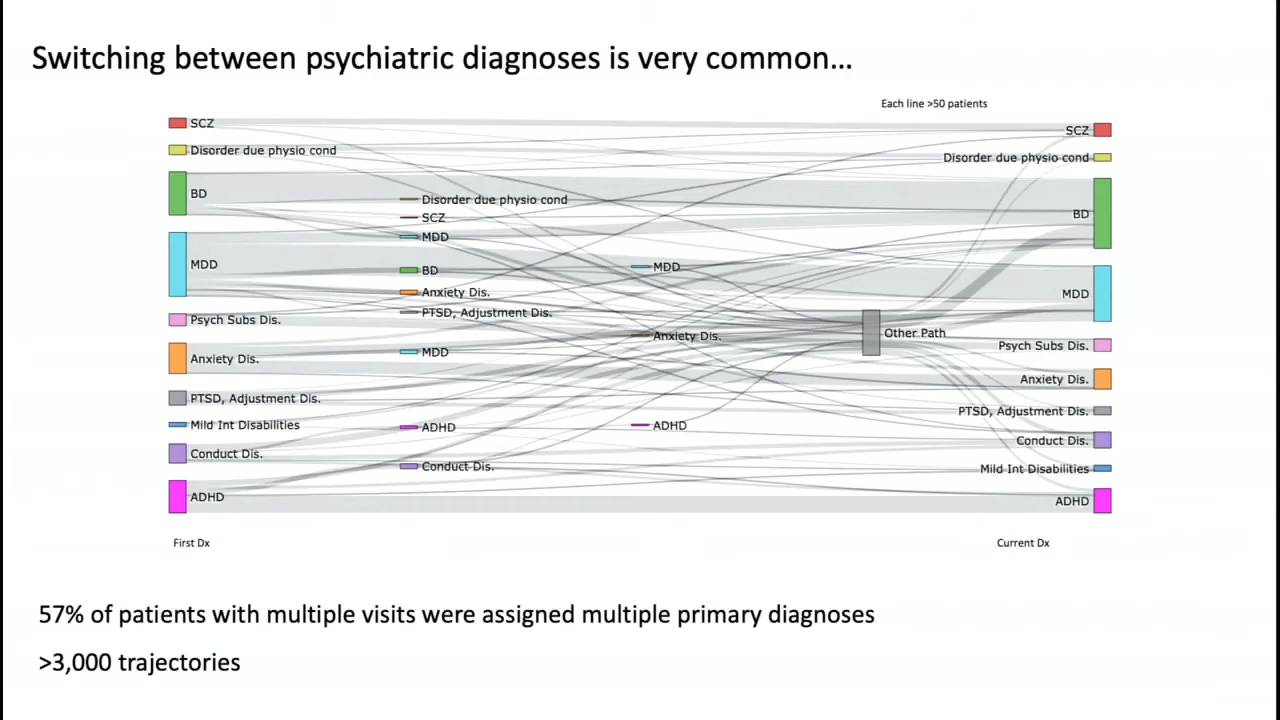 Switching between psychiatric diagnoses is very common...
Each line >50 patients
SCZ
Disorder due physio cond
BD
MDD
Psych Subs Dis.
Anxiety Dis.
PTSD, Adjustment Dis.
Mild Int Disabilities
Conduct Dis.
ADHD
Disorder due physio cond
SCZ
MDD
BD
Anxiety Dis.
PTSD, Adjustment Dis.
MDD
ADHD
Conduct Dis.
MDD
Anxiety Dis.
ADHD
Other Path
SCZ
Disorder due physio cond
BD
MDD
Psych Subs Dis.
Anxiety Dis.
PTSD, Adjustment Dis.
Conduct Dis.
Mild Int Disabilities
ADHD
First Dx
Current Dx
57% of patients with multiple visits were assigned multiple primary diagnoses
>3,000 trajectories